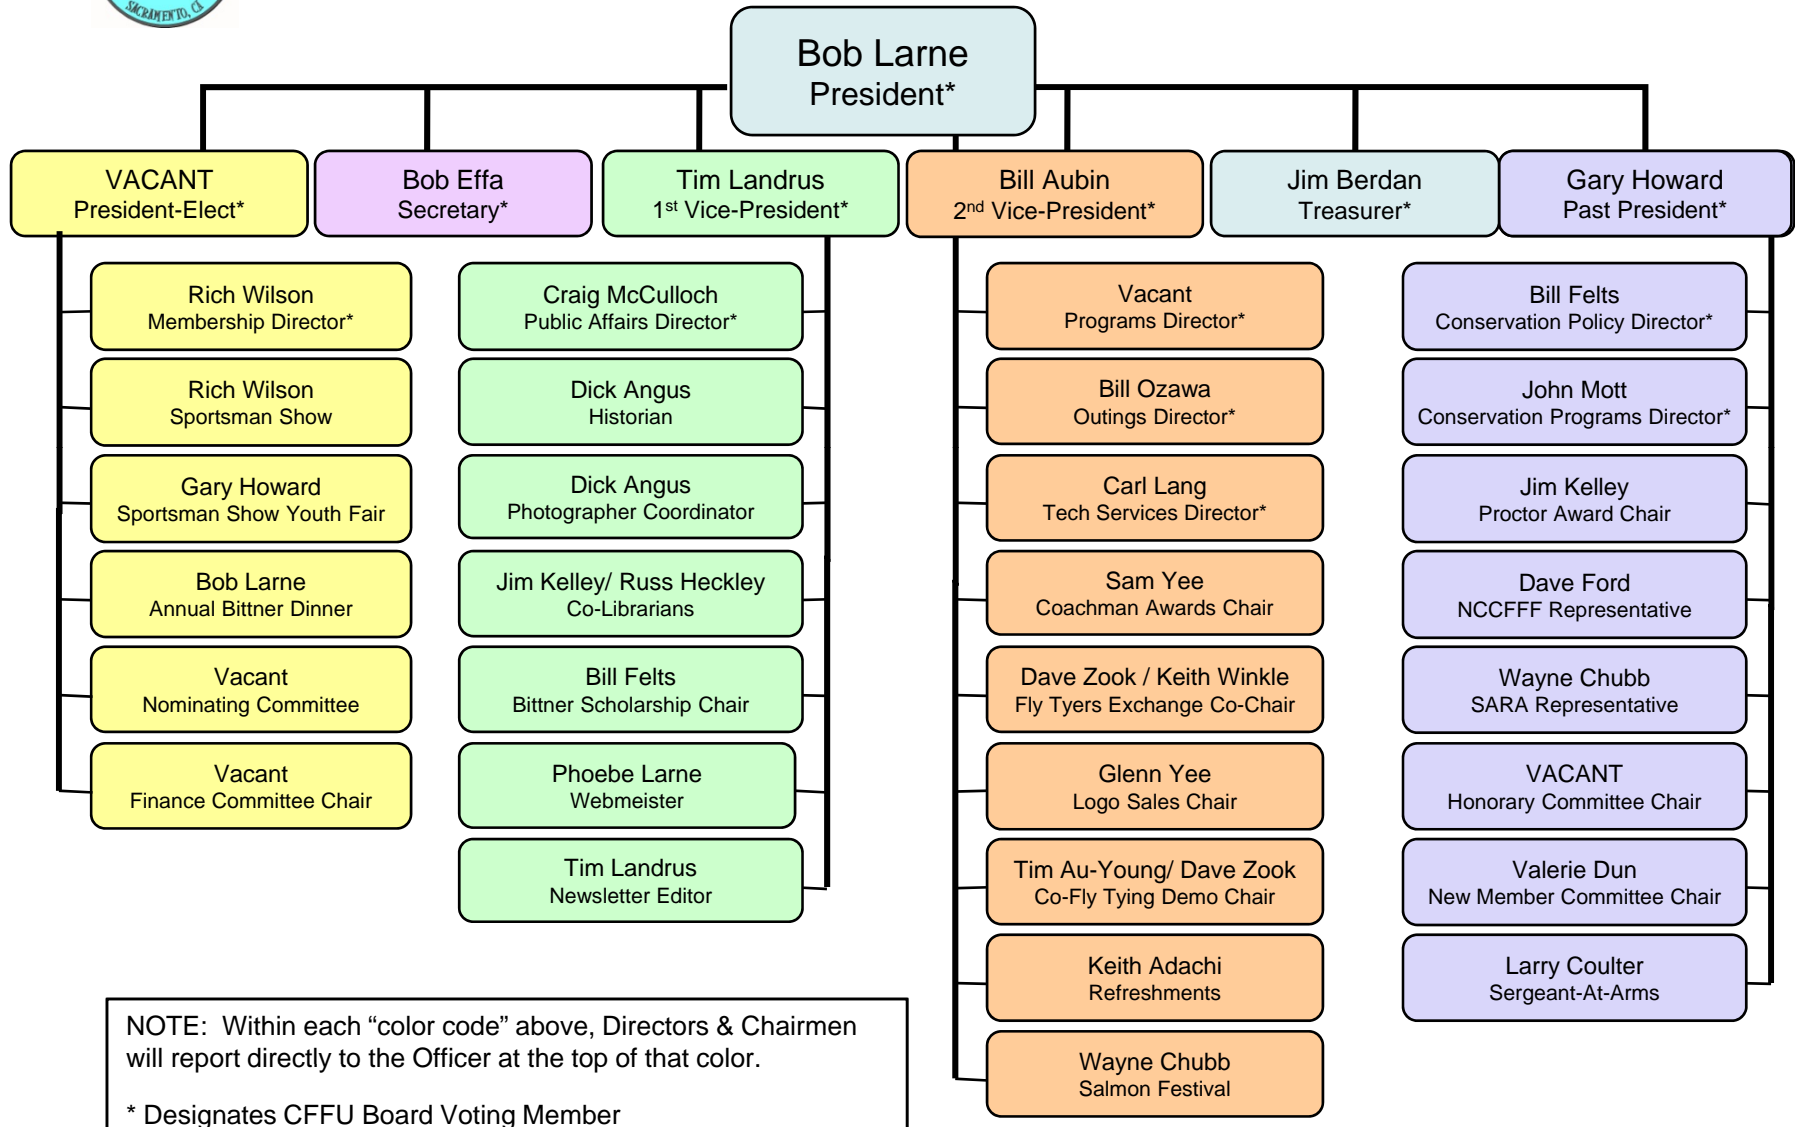 SACRAMENTO, CA
Bob Larne
President*
VACANT
President-Elect*
Bob Effa
Secretary*
Tim Landrus
1st Vice-President*
Bill Aubin
2nd Vice-President*
Jim Berdan
Treasurer*
Gary Howard
Past President*
Rich Wilson
Membership Director*
Rich Wilson
Sportsman Show
Gary Howard
Sportsman Show Youth Fair
Bob Larne
Annual Bittner Dinner
Vacant
Nominating Committee
Vacant
Finance Committee Chair
Craig McCulloch
Public Affairs Director*
Dick Angus
Historian
Dick Angus
Photographer Coordinator
Jim Kelley/ Russ Heckley
Co-Librarians
Bill Felts
Bittner Scholarship Chair
Phoebe Larne
Webmeister
Tim Landrus
Newsletter Editor
Vacant
Programs Director*
Bill Ozawa
Outings Director*
Carl Lang
Tech Services Director*
Sam Yee
Coachman Awards Chair
Dave Zook / Keith Winkle
Fly Tyers Exchange Co-Chair
Glenn Yee
Logo Sales Chair
Tim Au-Young/ Dave Zook
Co-Fly Tying Demo Chair
Keith Adachi
Refreshments
Wayne Chubb
Salmon Festival
Bill Felts
Conservation Policy Director*
John Mott
Conservation Programs Director*
Jim Kelley
Proctor Award Chair
Dave Ford
NCCFFF Representative
Wayne Chubb
SARA Representative
VACANT
Honorary Committee Chair
Valerie Dun
New Member Committee Chair
Larry Coulter
Sergeant-At-Arms
NOTE:  Within each “color code” above, Directors & Chairmen
will report directly to the Officer at the top of that color.
* Designates CFFU Board Voting Member